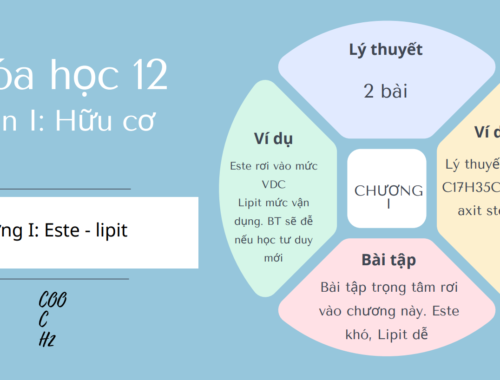 óa học 12
n I: Hữu cơ
ng I: Este - lipit
COO
C
H2
Lý thuyết
2 bài
Ví dụ
Este rơi vào mức
VDC
Lipit mức vận
dụng. BT sẽ dễ
nếu học tư duy
mới
CHƯƠNG
I
Ví d
Lý thuyết
C17H35C
axit ste
Bài tập
Bài tập trọng tâm rơi
vào chương này. Este
khó, Lipit dễ